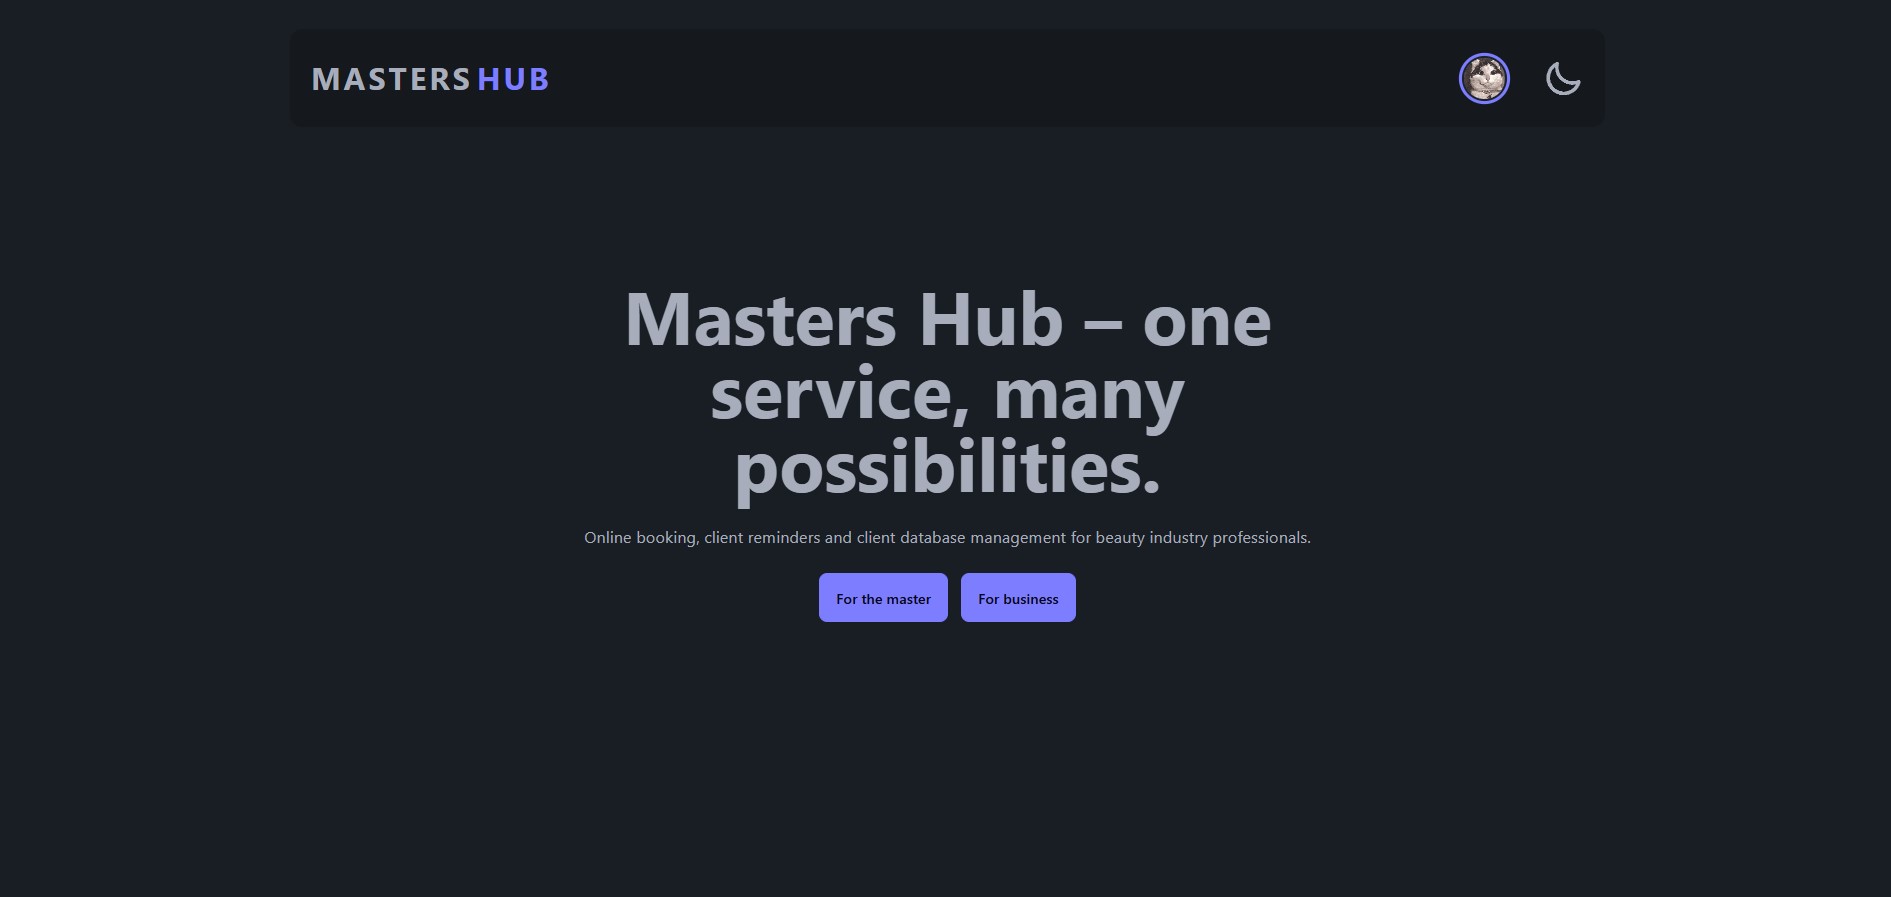 MASTERS HUB
Masters Hub – one
service, many
possibilities.
Online booking, client reminders and client database management for beauty industry professionals.
For the master
For business